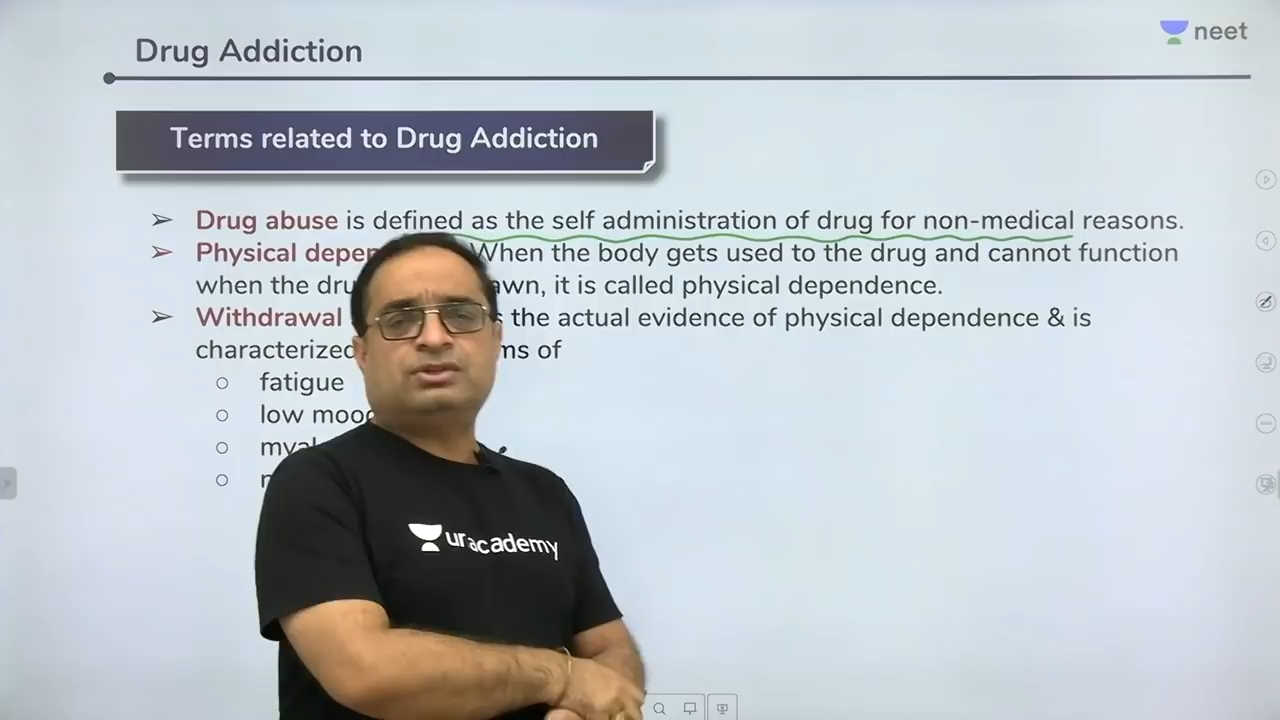 Drug Addiction
neet
Terms related to Drug Addiction
➢ Drug abuse is defined as the self administration of drug for non-medical reasons.
➢ Physical depen When the body gets used to the drug and cannot function
when the dru awn, it is called physical dependence.
➢ Withdrawal s the actual evidence of physical dependence & is
characterized ms of
○ fatigue
○ low mood
○ myal
○
unacademy